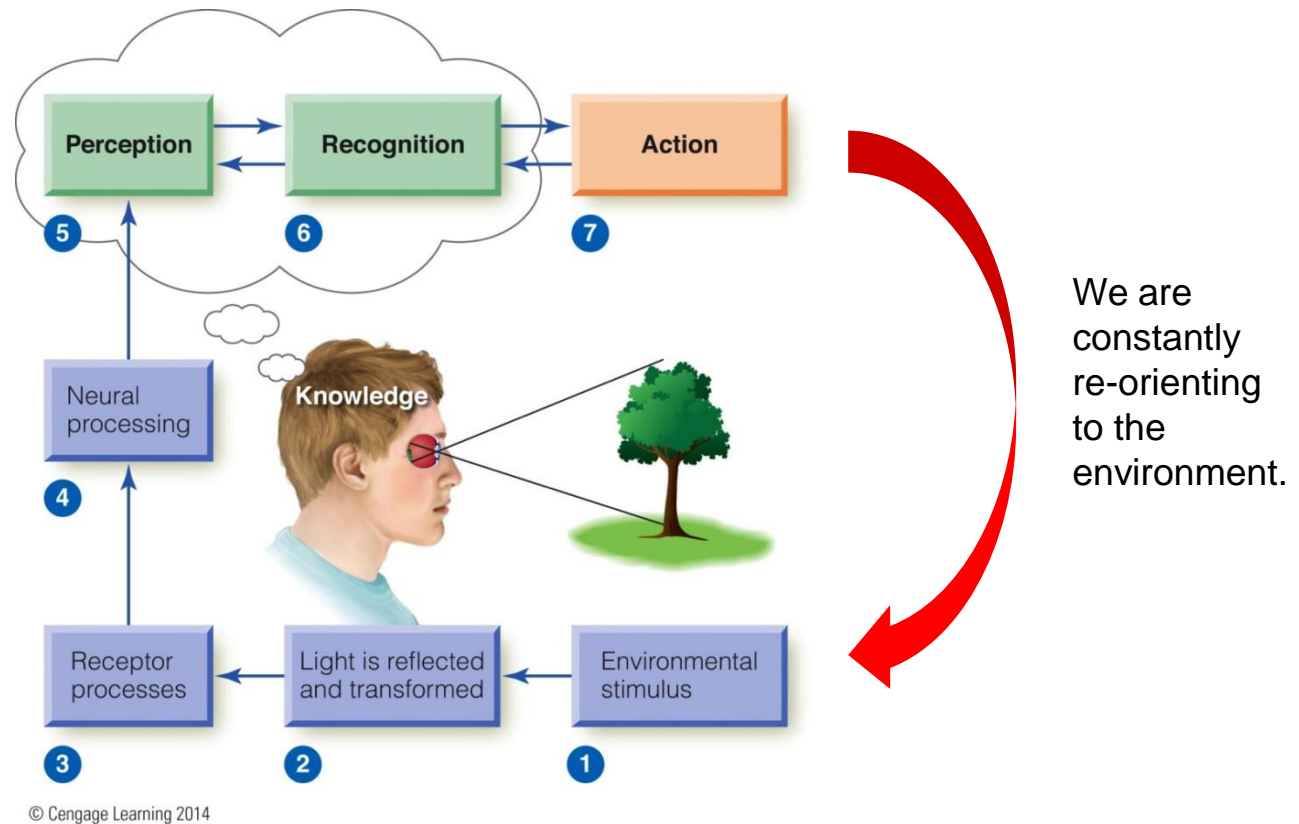 Perception
Recognition
Action
5
6
7
Neural
processing
4
Knowledge
We are
constantly
re-orienting
to the
environment.
Receptor
processes
Light is reflected
and transformed
Environmental
stimulus
3
2
1
© Cengage Learning 2014